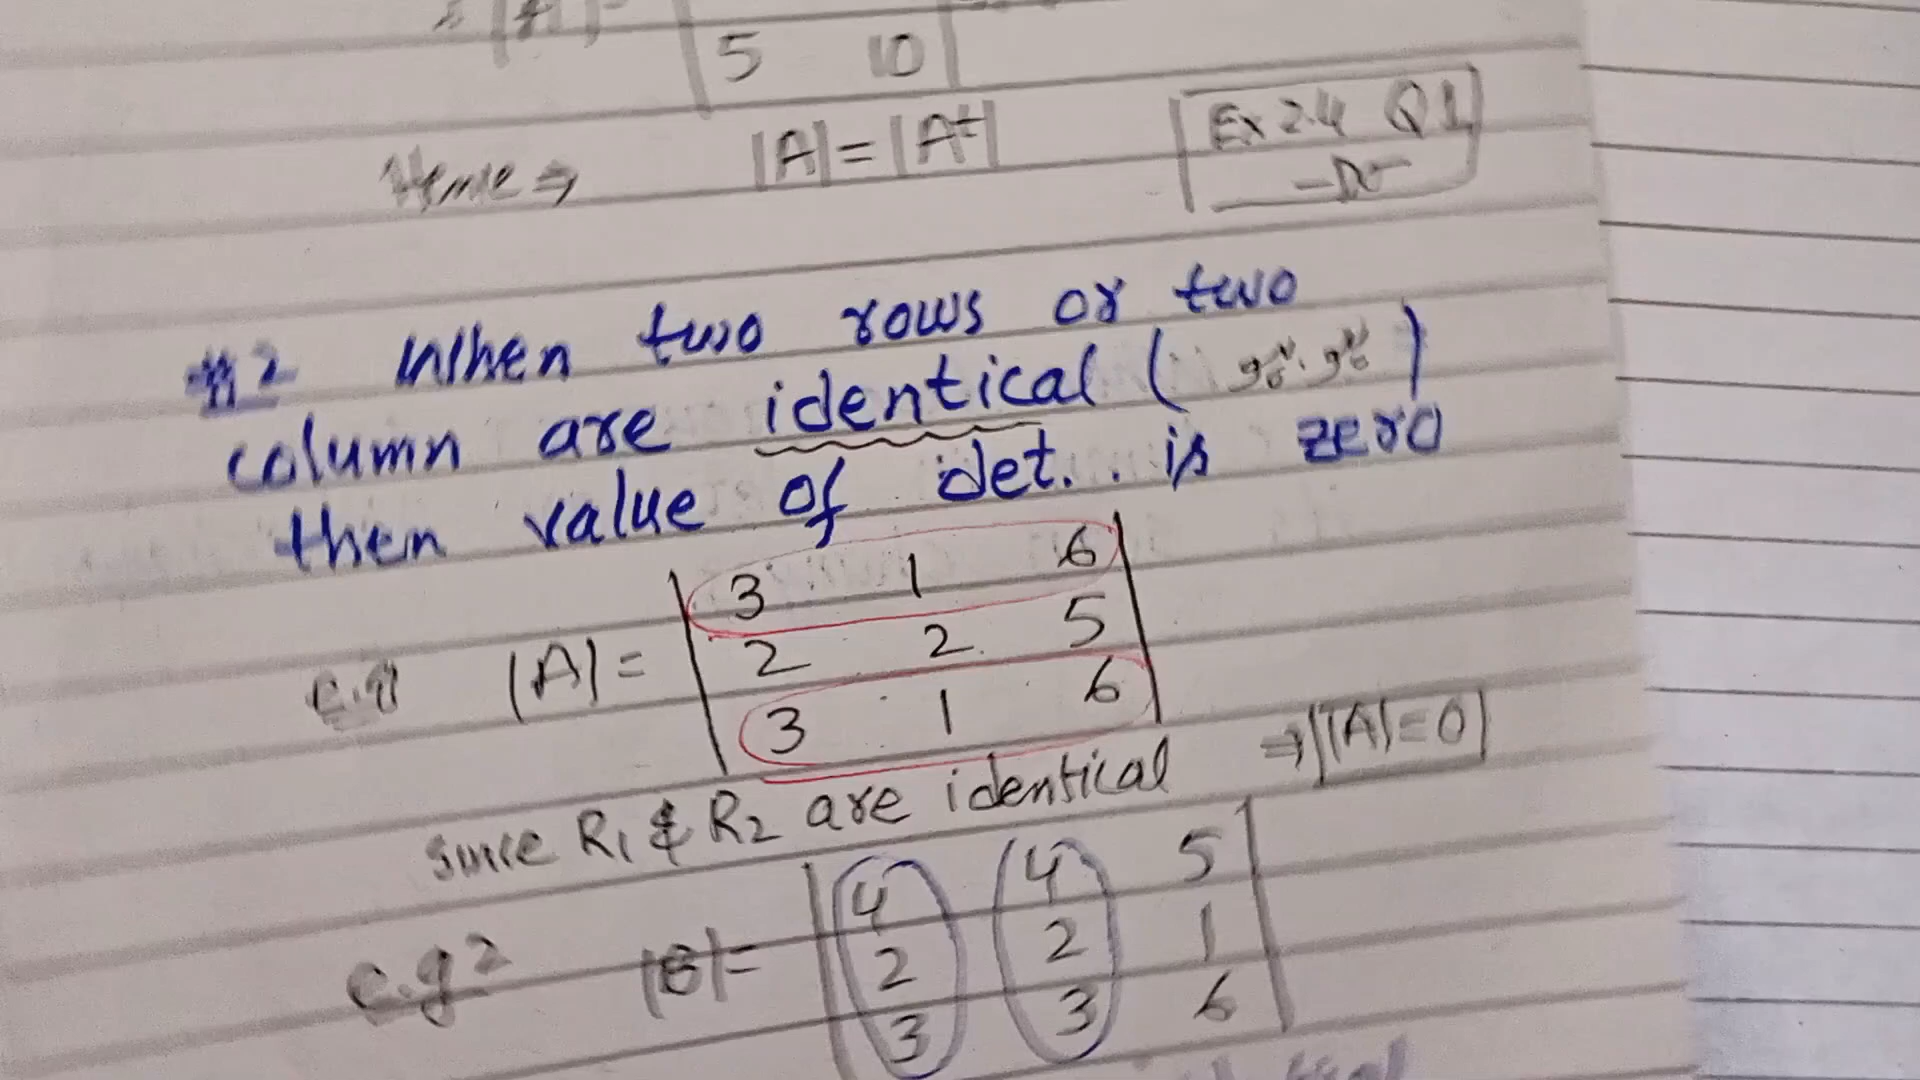 5 10
Hence ⇒ |A| = |Aᵗ|
Ex 2.4 Q1
#2 When two rows or two
column are identical (
then value of det. is zero
e.g |A| =
3 1 6
2 2 5
3 1 6
since R₁ & R₂ are identical ⇒ |A| = 0
e.g 2 |B| =
4 4 5
2 2 1
3 3 6